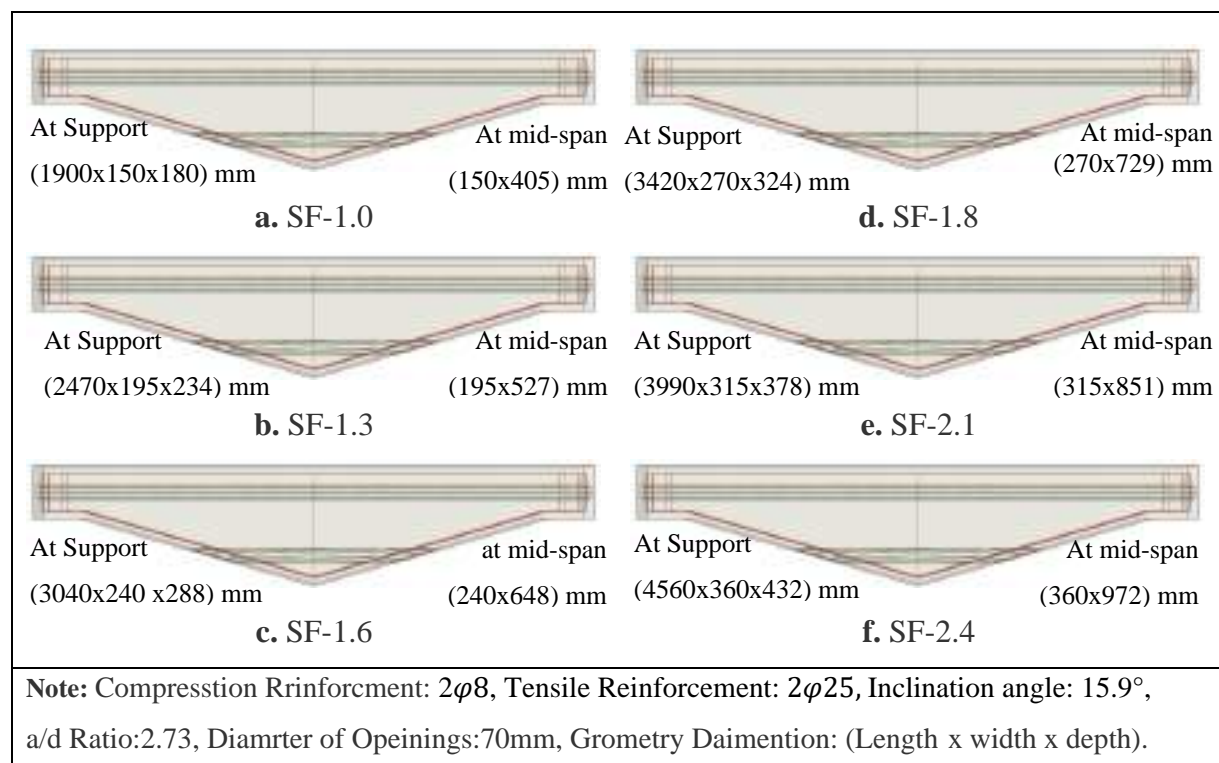 At Support
(1900x150x180) mm
At mid-span
(150x405) mm
a. SF-1.0
At Support
(3420x270x324) mm
At mid-span
(270x729) mm
d. SF-1.8
At Support
(2470x195x234) mm
At mid-span
(195x527) mm
b. SF-1.3
At Support
(3990x315x378) mm
At mid-span
(315x851) mm
e. SF-2.1
At Support
(3040x240 x288) mm
at mid-span
(240x648) mm
c. SF-1.6
At Support
(4560x360x432) mm
At mid-span
(360x972) mm
f. SF-2.4
Note: Compresstion Rrinforcment: 2φ8, Tensile Reinforcement: 2φ25, Inclination angle: 15.9°,
a/d Ratio:2.73, Diamrter of Opeinings:70mm, Grometry Daimention: (Length x width x depth).